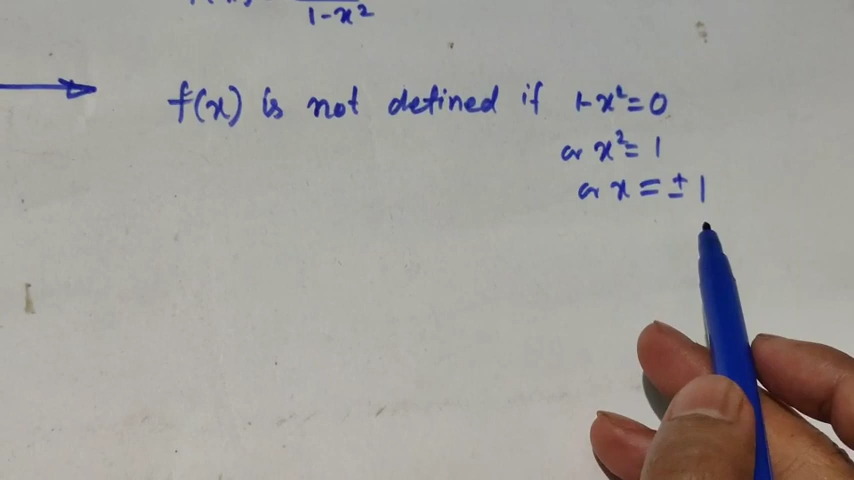 1-x²
f(x) is not defined if 1-x²=0
or x²= 1
or x = ± 1